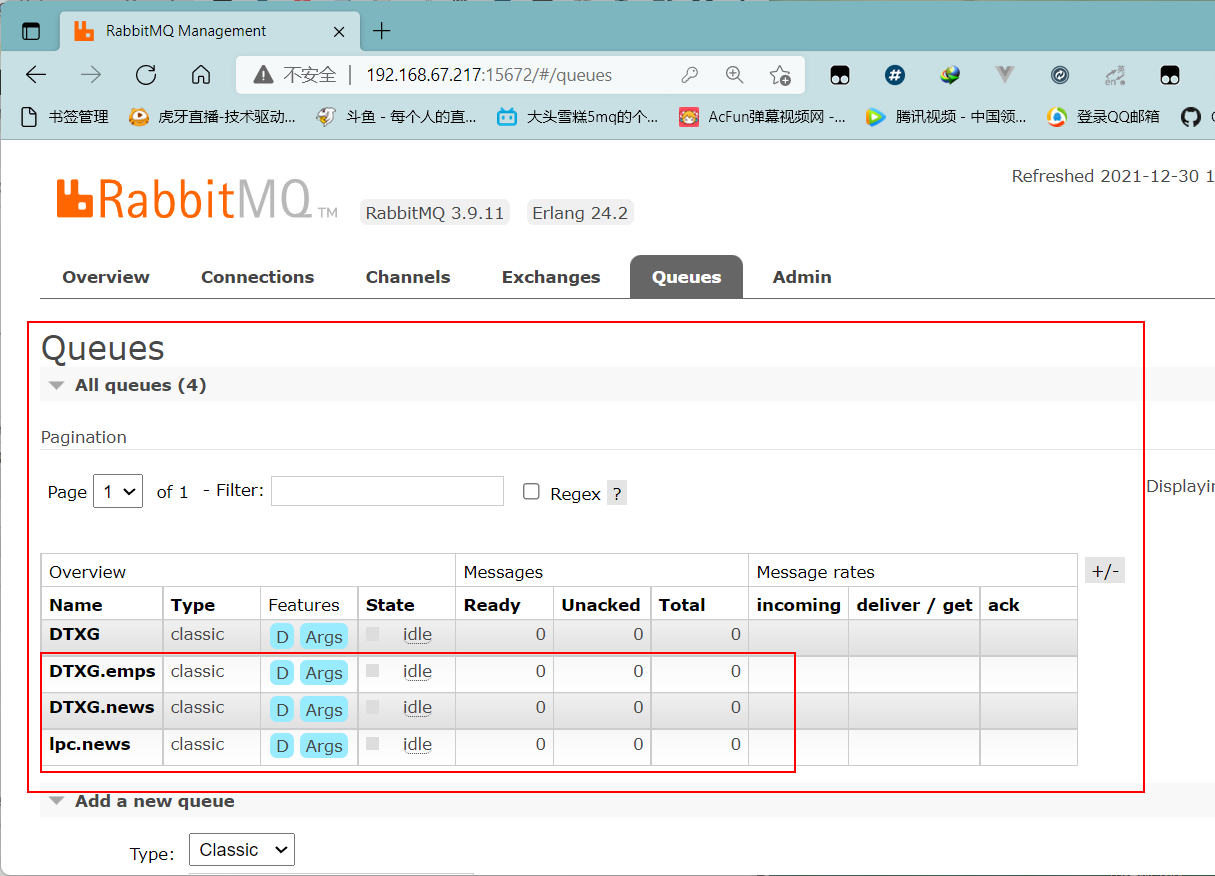 RabbitMQ Management
不安全 | 192.168.67.217:15672/#/queues
书签管理 虎牙直播-技术驱动... 斗鱼 - 每个人的直... 大头雪糕5mq的个... AcFun弹幕视频网 -... 腾讯视频 - 中国领... 登录QQ邮箱
Refreshed 2021-12-30 1
RabbitMQ TM RabbitMQ 3.9.11 Erlang 24.2
Overview Connections Channels Exchanges Queues Admin
Queues
All queues (4)
Pagination
Page 1 of 1 - Filter: Regex ? Displayin
Overview Messages Message rates +/-
Name Type Features State Ready Unacked Total incoming deliver / get ack
DTXG classic D Args idle 0 0 0
DTXG.emps classic D Args idle 0 0 0
DTXG.news classic D Args idle 0 0 0
lpc.news classic D Args idle 0 0 0
Add a new queue
Type: Classic